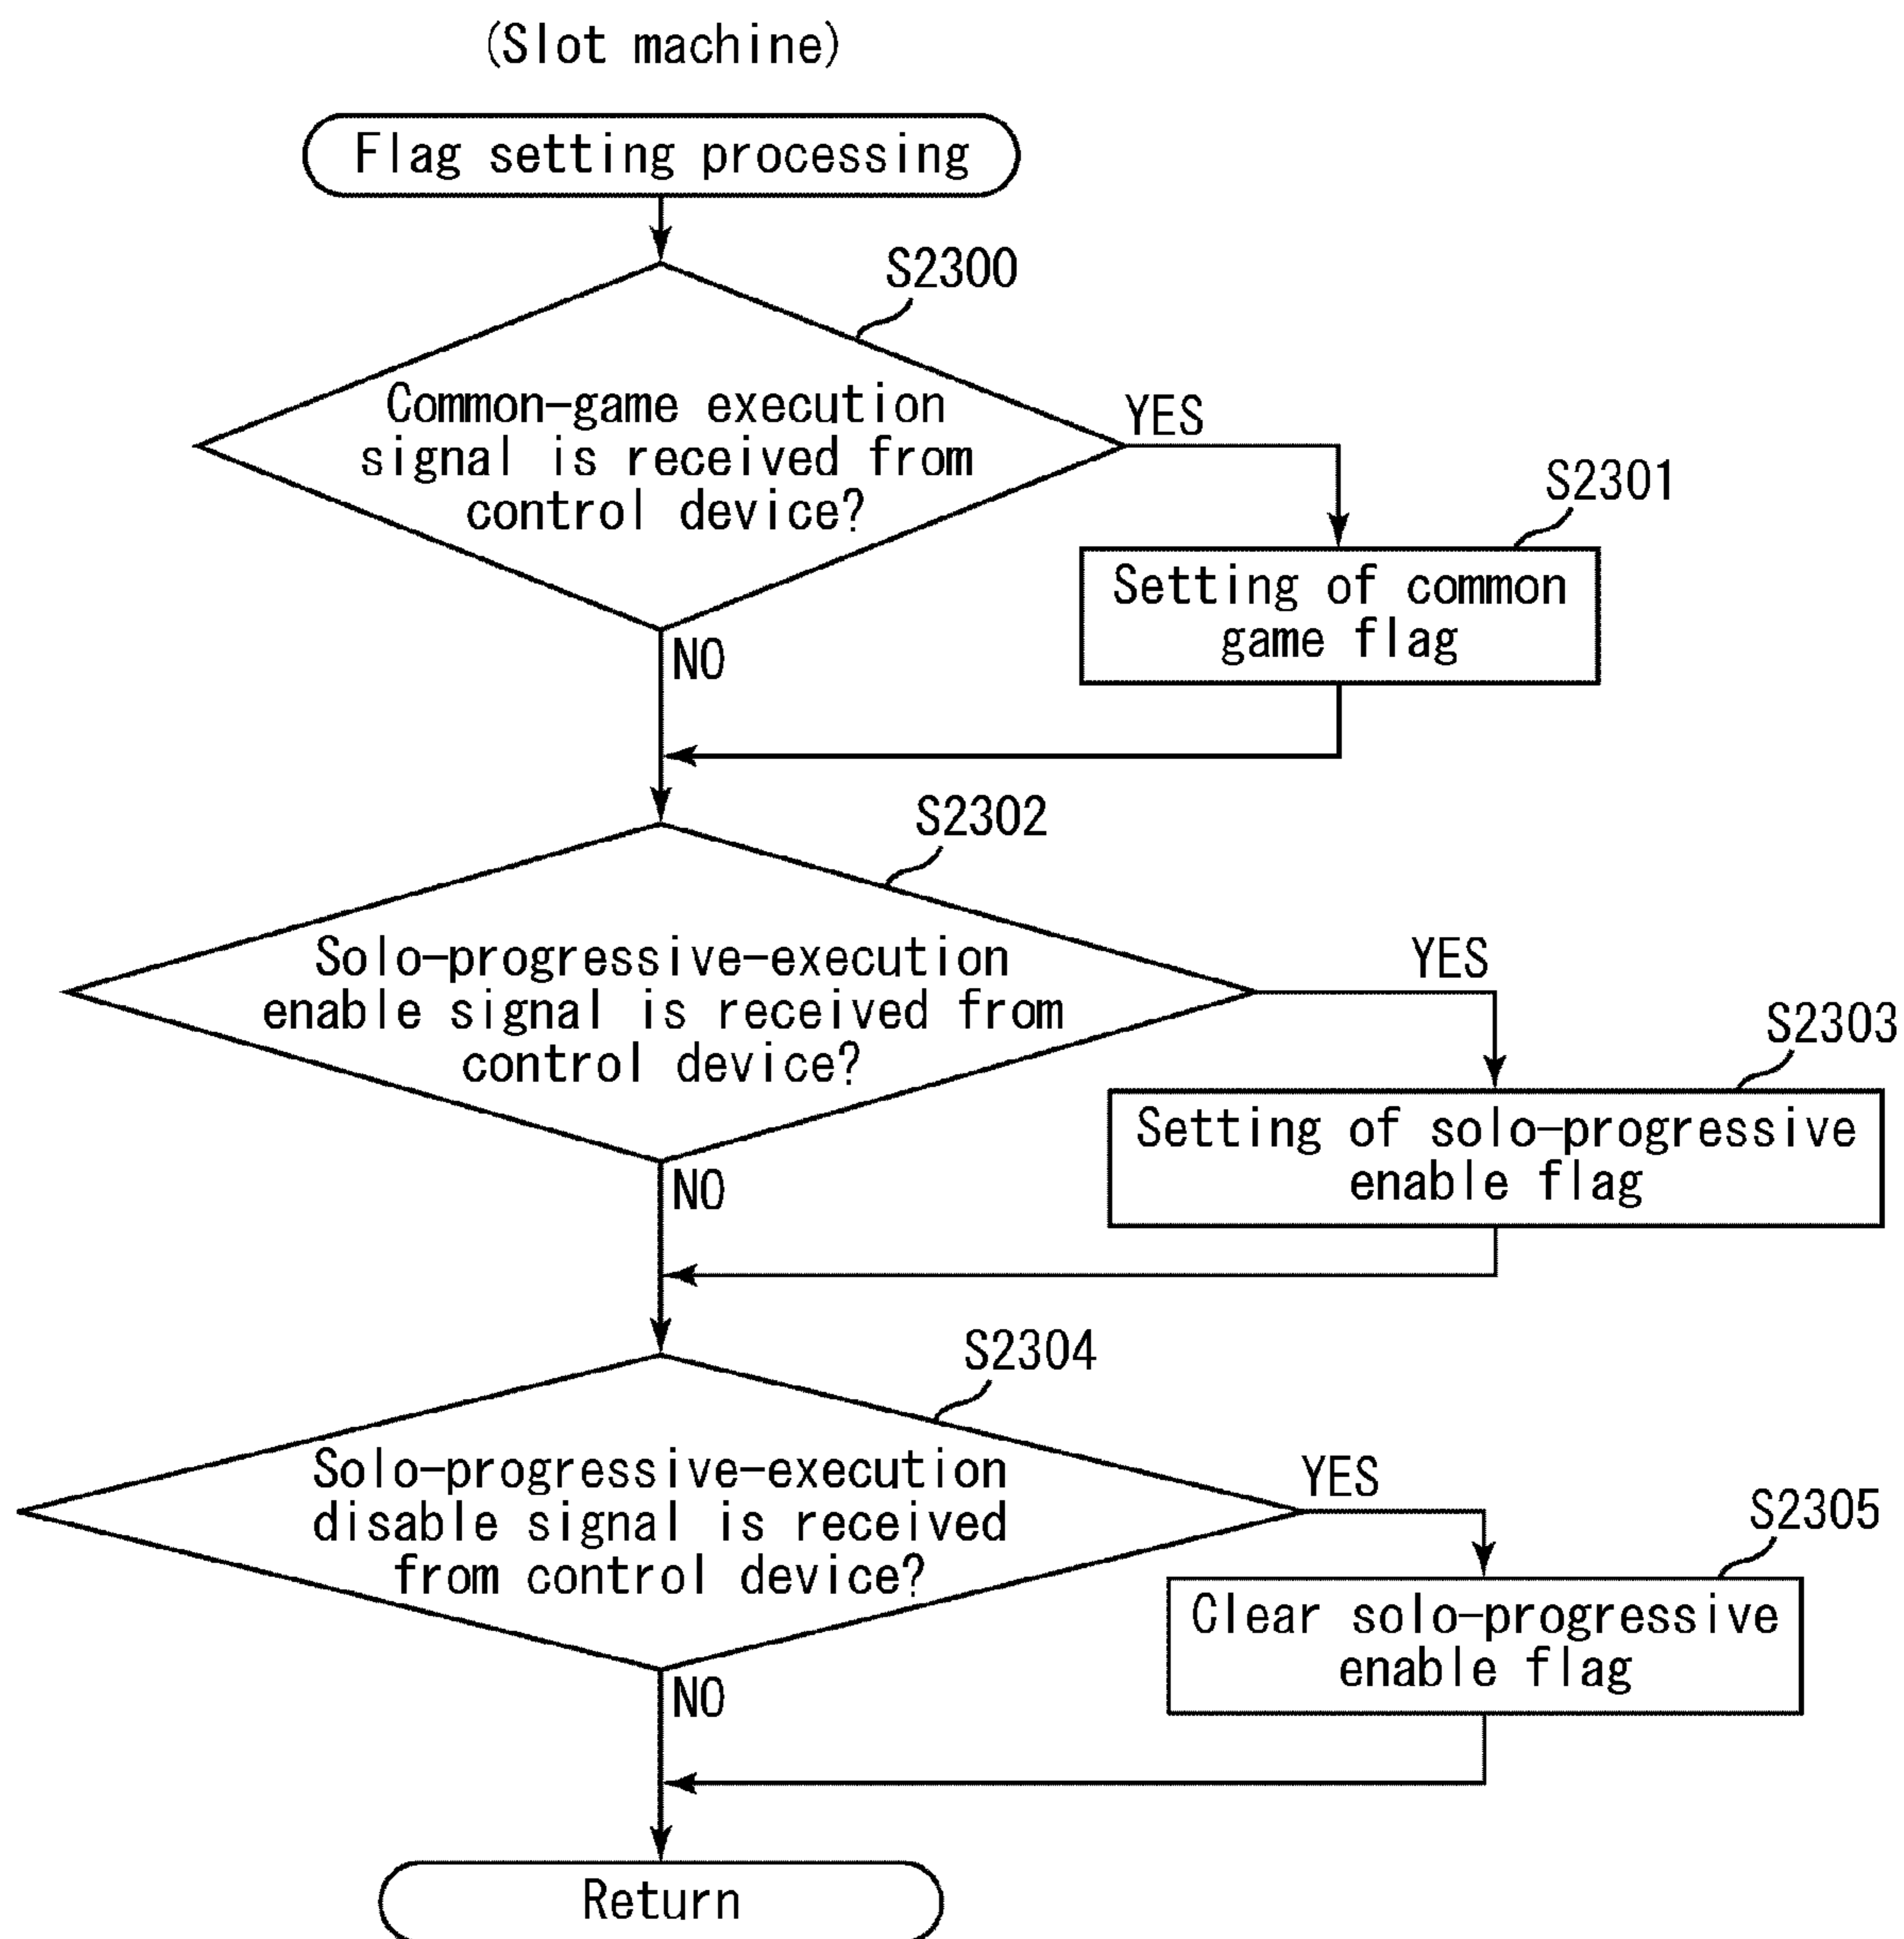 (Slot machine)
Flag setting processing
S2300
Common-game execution
signal is received from
control device?
YES
S2301
Setting of common
game flag
NO
S2302
Solo-progressive-execution
enable signal is received from
control device?
YES
S2303
Setting of solo-progressive
enable flag
NO
S2304
Solo-progressive-execution
disable signal is received
from control device?
YES
S2305
Clear solo-progressive
enable flag
NO
Return